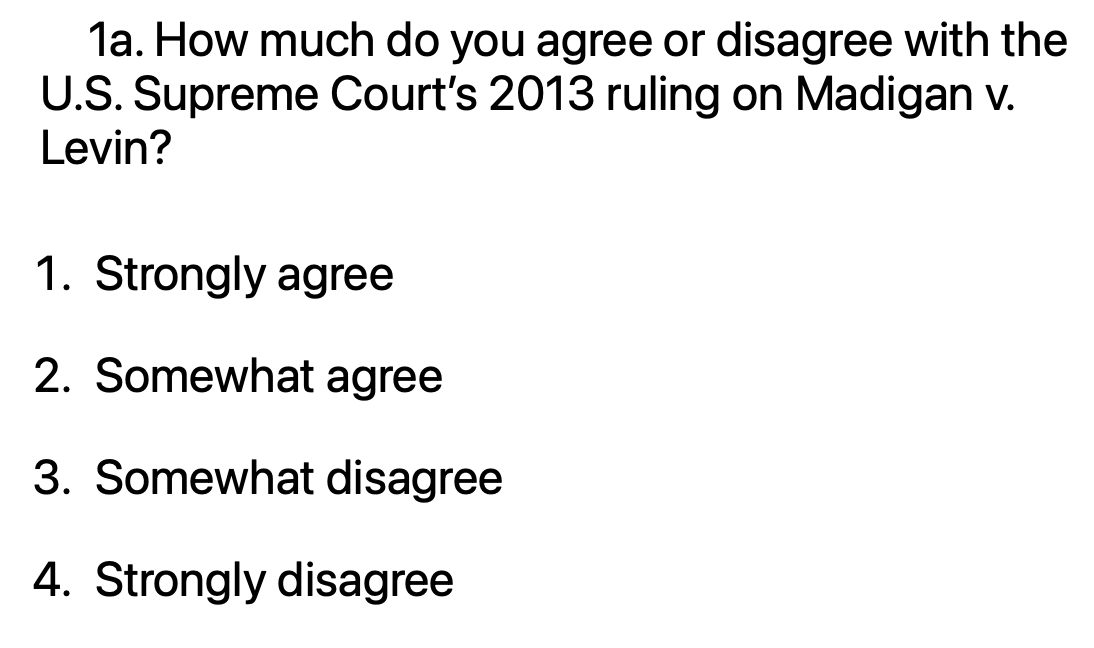 1a. How much do you agree or disagree with the
U.S. Supreme Court’s 2013 ruling on Madigan v.
Levin?
1. Strongly agree
2. Somewhat agree
3. Somewhat disagree
4. Strongly disagree